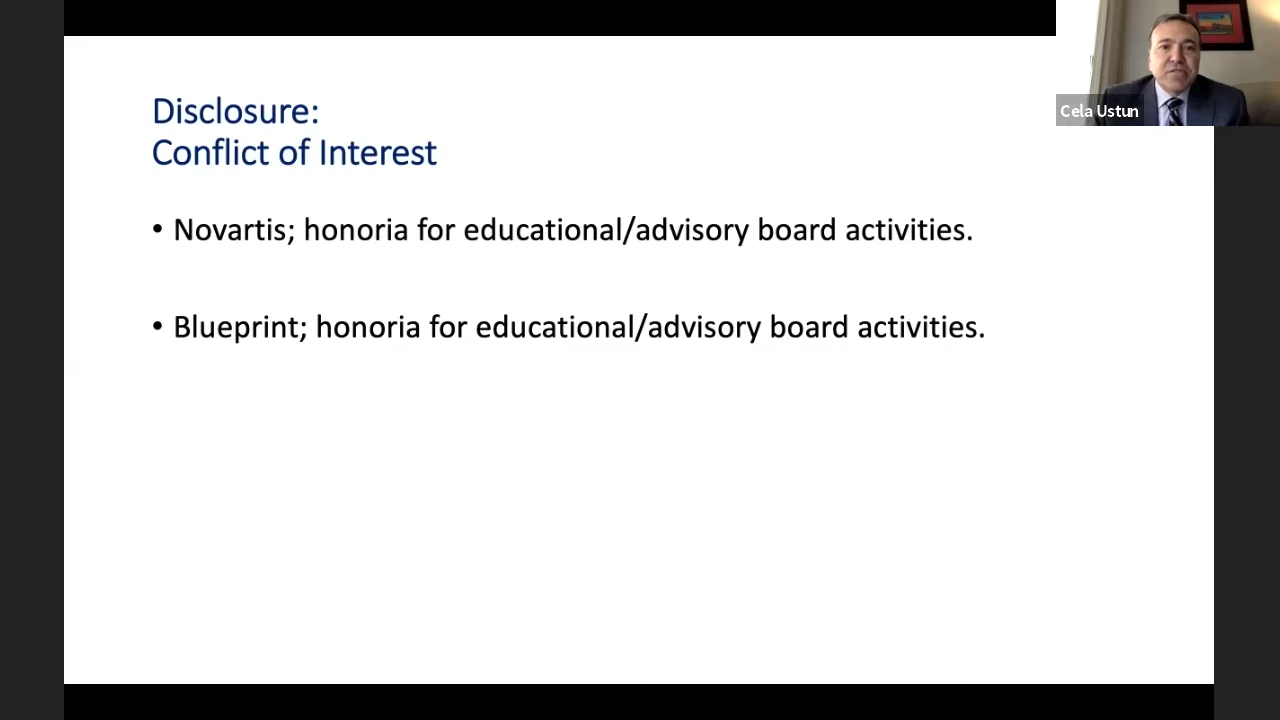 Disclosure:
Conflict of Interest
• Novartis; honoria for educational/advisory board activities.
• Blueprint; honoria for educational/advisory board activities.
Cela Ustun